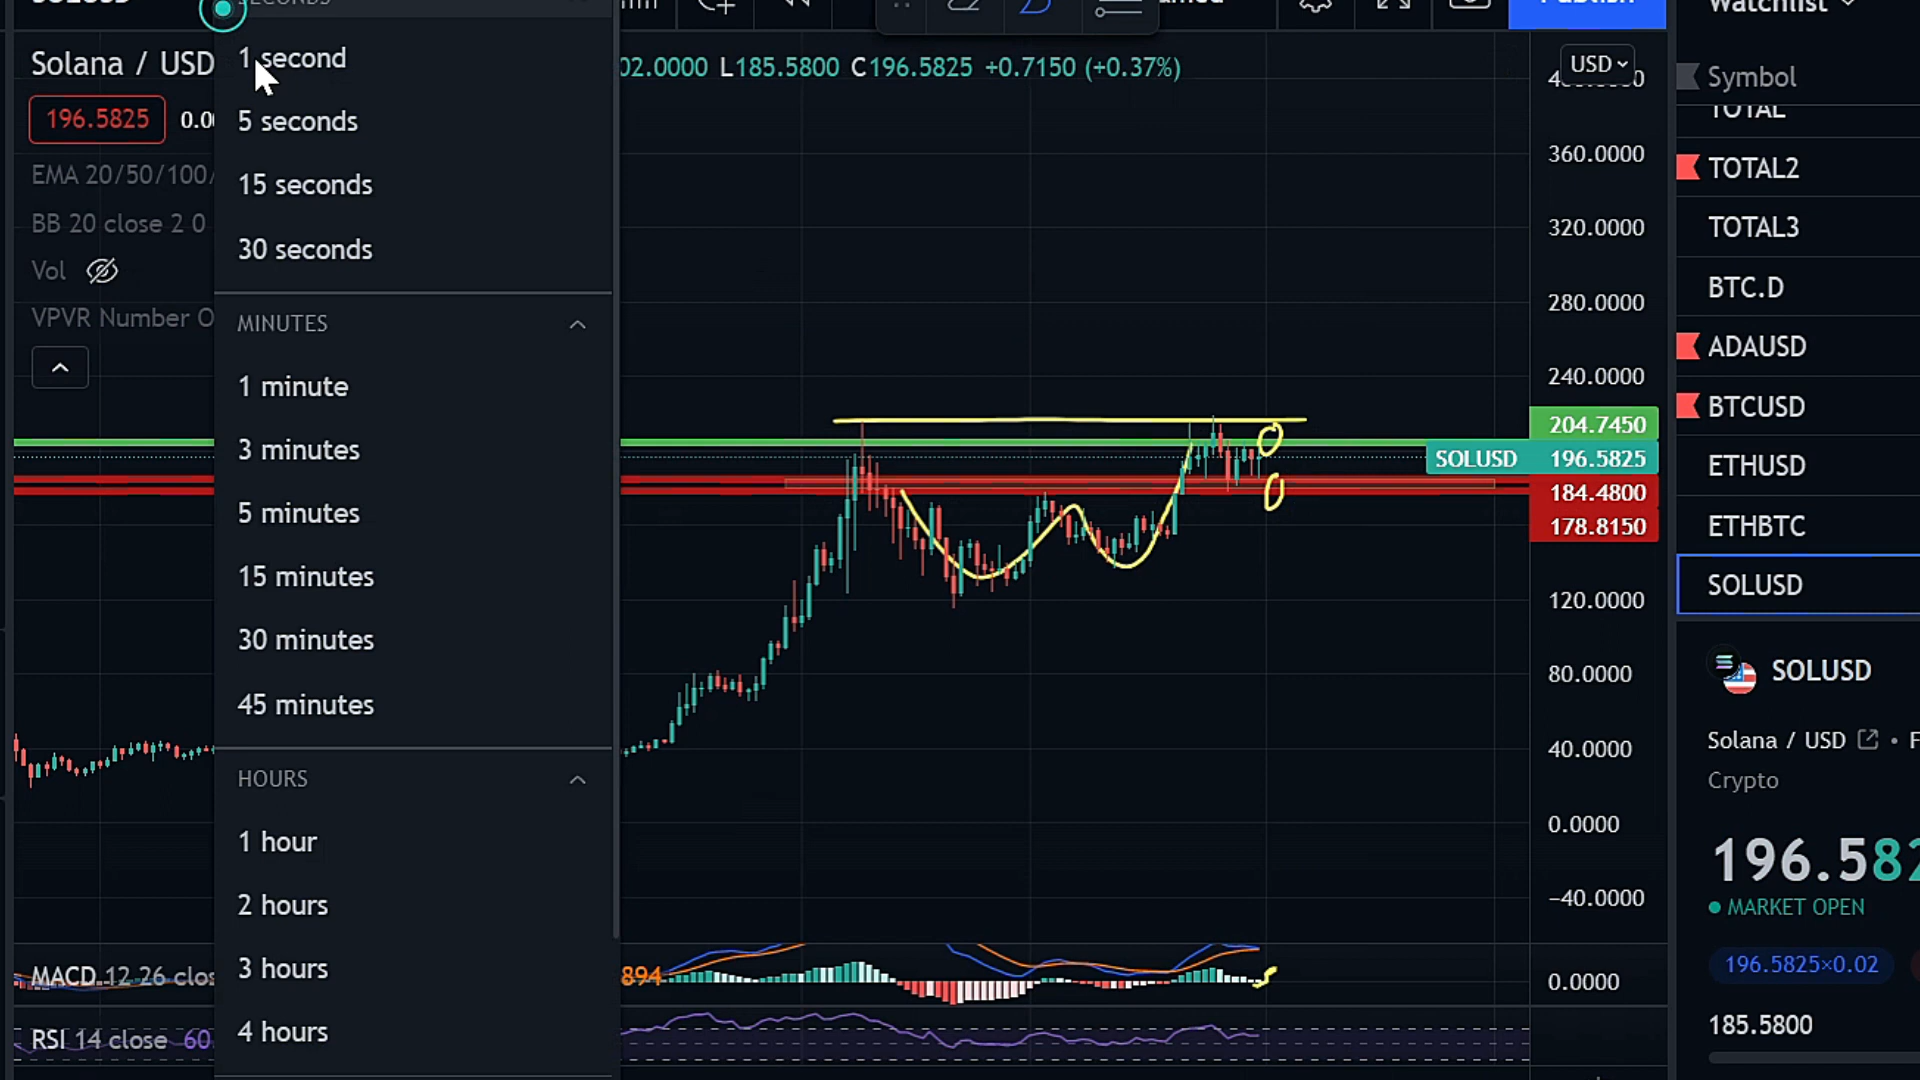 SECONDS
Solana / USD
1 second
02.0000 L185.5800 C196.5825 +0.7150 (+0.37%)
USD
Symbol
196.5825
0.00
5 seconds
360.0000
TOTAL
TOTAL2
EMA 20/50/100/
15 seconds
320.0000
TOTAL3
BB 20 close 2 0
30 seconds
280.0000
BTC.D
Vol
VPVR Number O
MINUTES
240.0000
ADAUSD
1 minute
204.7450
BTCUSD
3 minutes
SOLUSD 196.5825
ETHUSD
184.4800
5 minutes
178.8150
ETHBTC
15 minutes
120.0000
SOLUSD
30 minutes
80.0000
SOLUSD
45 minutes
40.0000
Solana / USD • F
HOURS
Crypto
1 hour
0.0000
196.582
2 hours
−40.0000
MARKET OPEN
MACD 12 26 clos
3 hours
894
0.0000
196.5825×0.02
RSI 14 close 60.
4 hours
185.5800